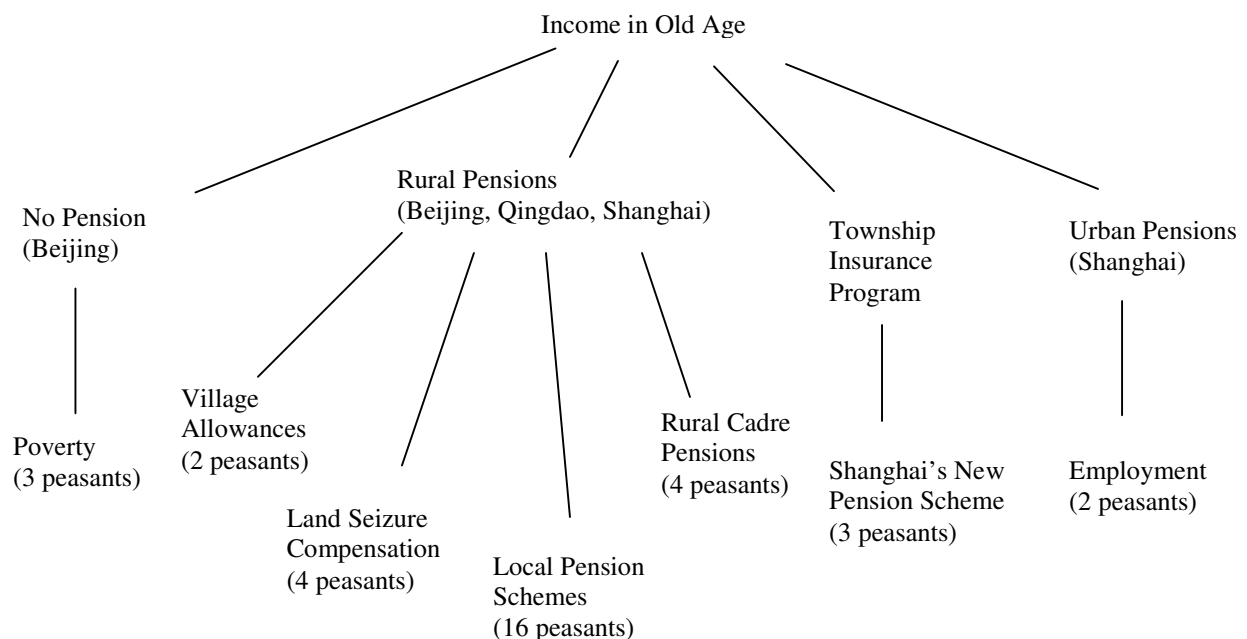 Income in Old Age
No Pension
(Beijing)
Rural Pensions
(Beijing, Qingdao, Shanghai)
Township
Insurance
Program
Urban Pensions
(Shanghai)
Poverty
(3 peasants)
Village
Allowances
(2 peasants)
Land Seizure
Compensation
(4 peasants)
Local Pension
Schemes
(16 peasants)
Rural Cadre
Pensions
(4 peasants)
Shanghai's New
Pension Scheme
(3 peasants)
Employment
(2 peasants)